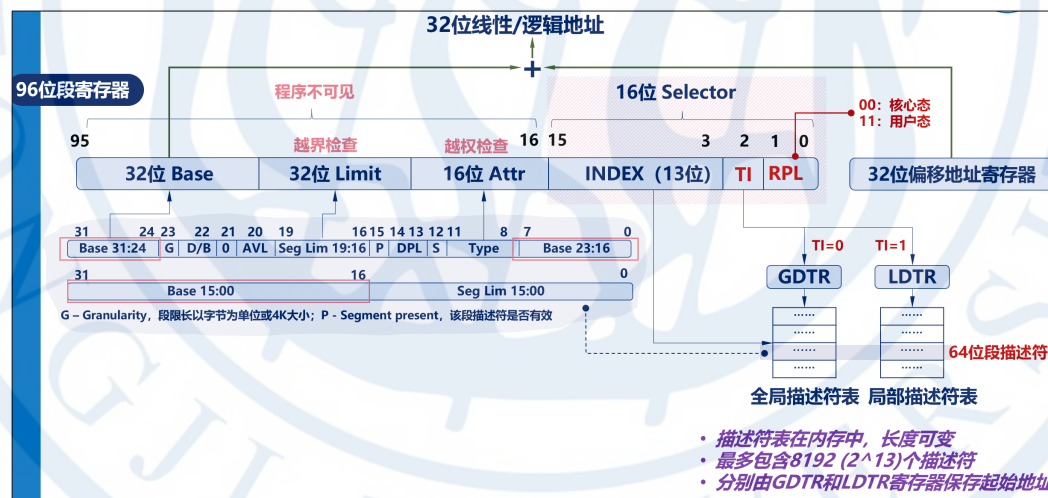 32位线性/逻辑地址
+
96位段寄存器
程序不可见
16位 Selector
00：核心态
11：用户态
95 越界检查 越权检查 16 15 3 2 1 0
32位 Base 32位 Limit 16位 Attr INDEX（13位） TI RPL 32位偏移地址寄存器
31 24 23 22 21 20 19 16 15 14 13 12 11 8 7 0
Base 31:24 G D/B 0 AVL Seg Lim 19:16 P DPL S Type Base 23:16
TI=0 TI=1
31 16 0
GDTR LDTR
Base 15:00 Seg Lim 15:00
G – Granularity，段限长以字节为单位或4K大小；P - Segment present，该段描述符是否有效
…… ……
…… ……
…… …… 64位段描述符
…… ……
全局描述符表 局部描述符表
• 描述符表在内存中，长度可变
• 最多包含8192 (2^13)个描述符
• 分别由GDTR和LDTR寄存器保存起始地址